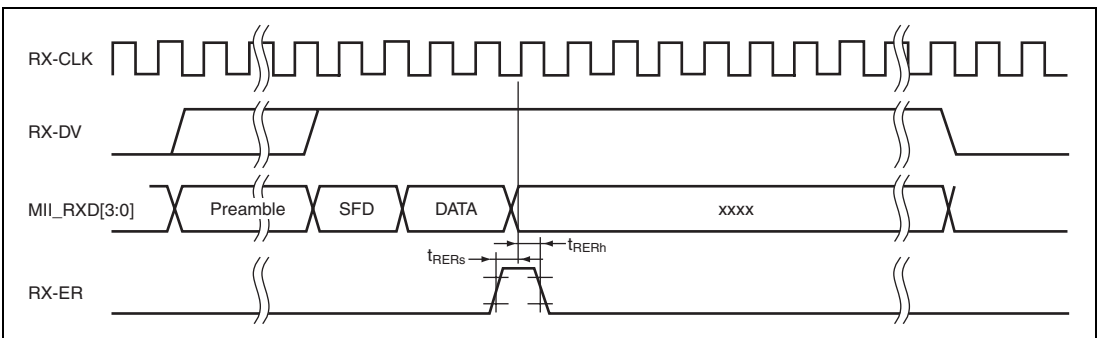 RX-CLK
RX-DV
MII_RXD[3:0]
Preamble
SFD
DATA
xxxx
tRERs
tRERh
RX-ER